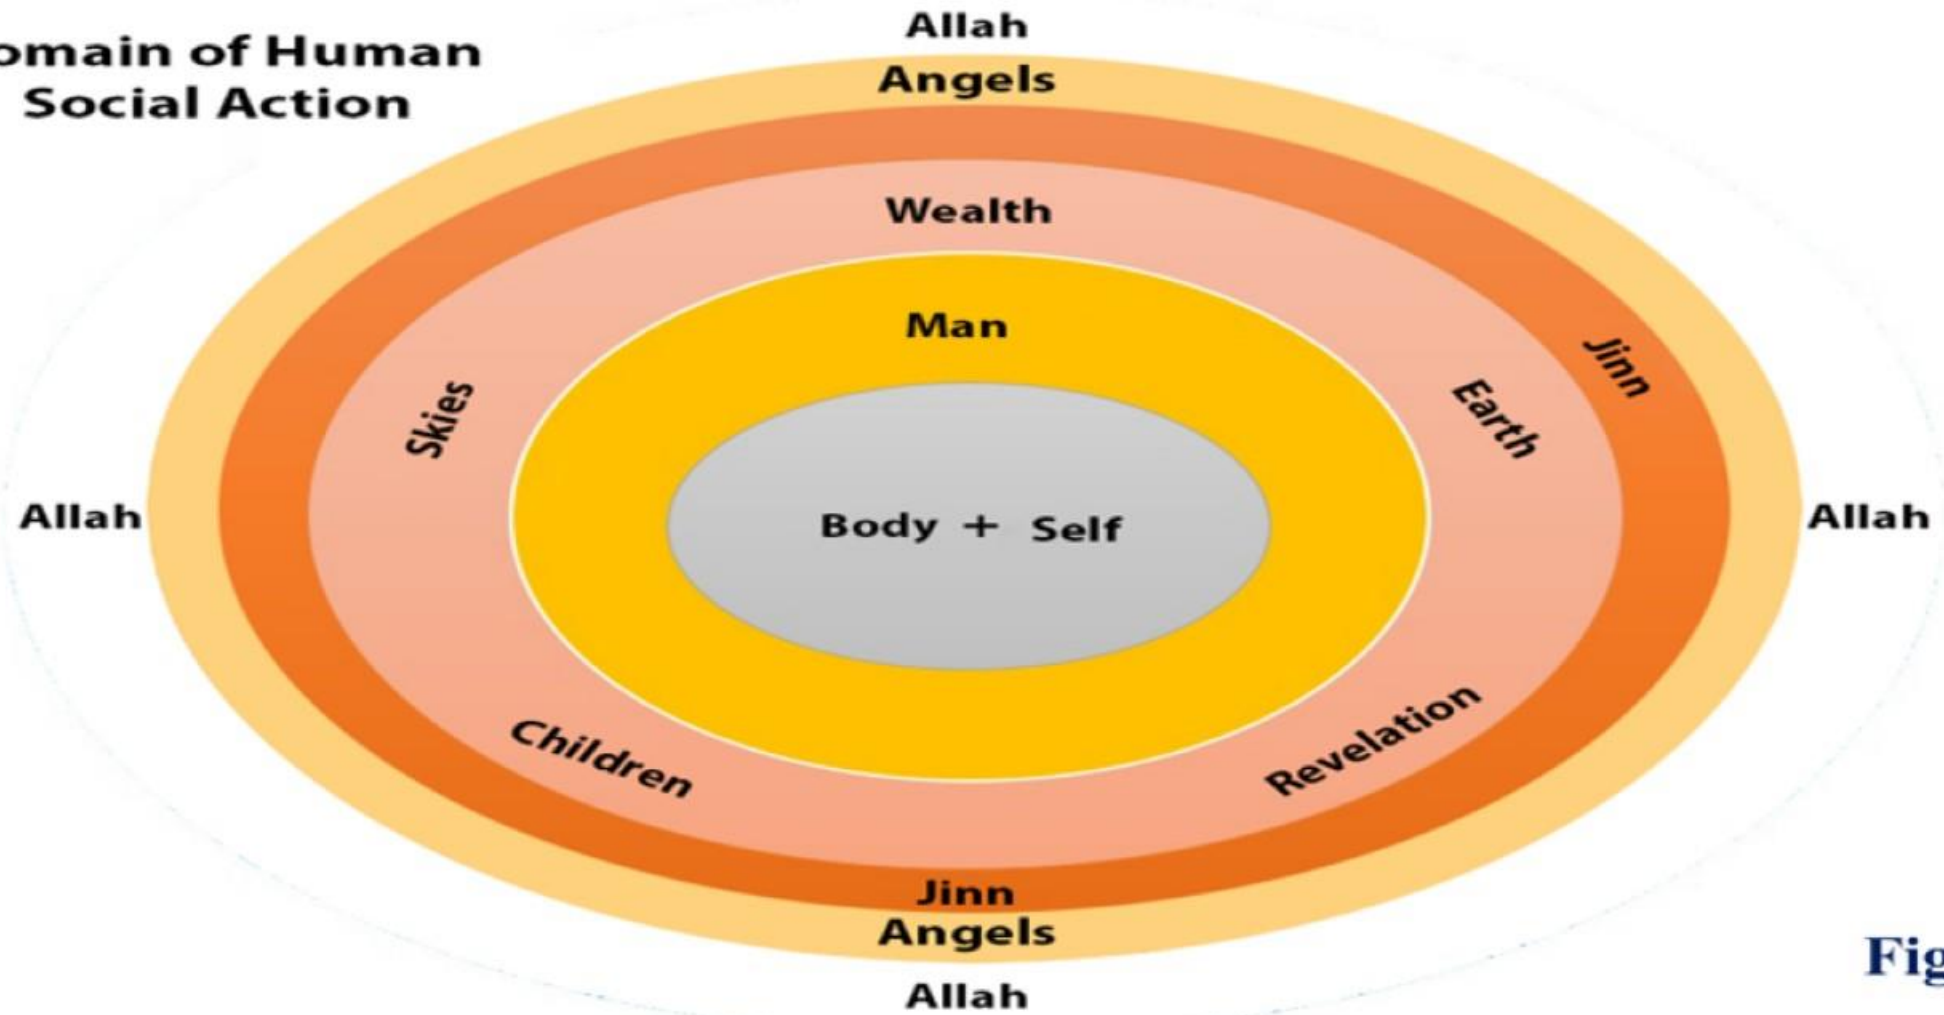 omain of Human
Social Action
Allah
Angels
Wealth
Man
Jinn
Skies
Earth
Allah
Body + Self
Allah
Children
Revelation
Jinn
Angels
Allah
Fig